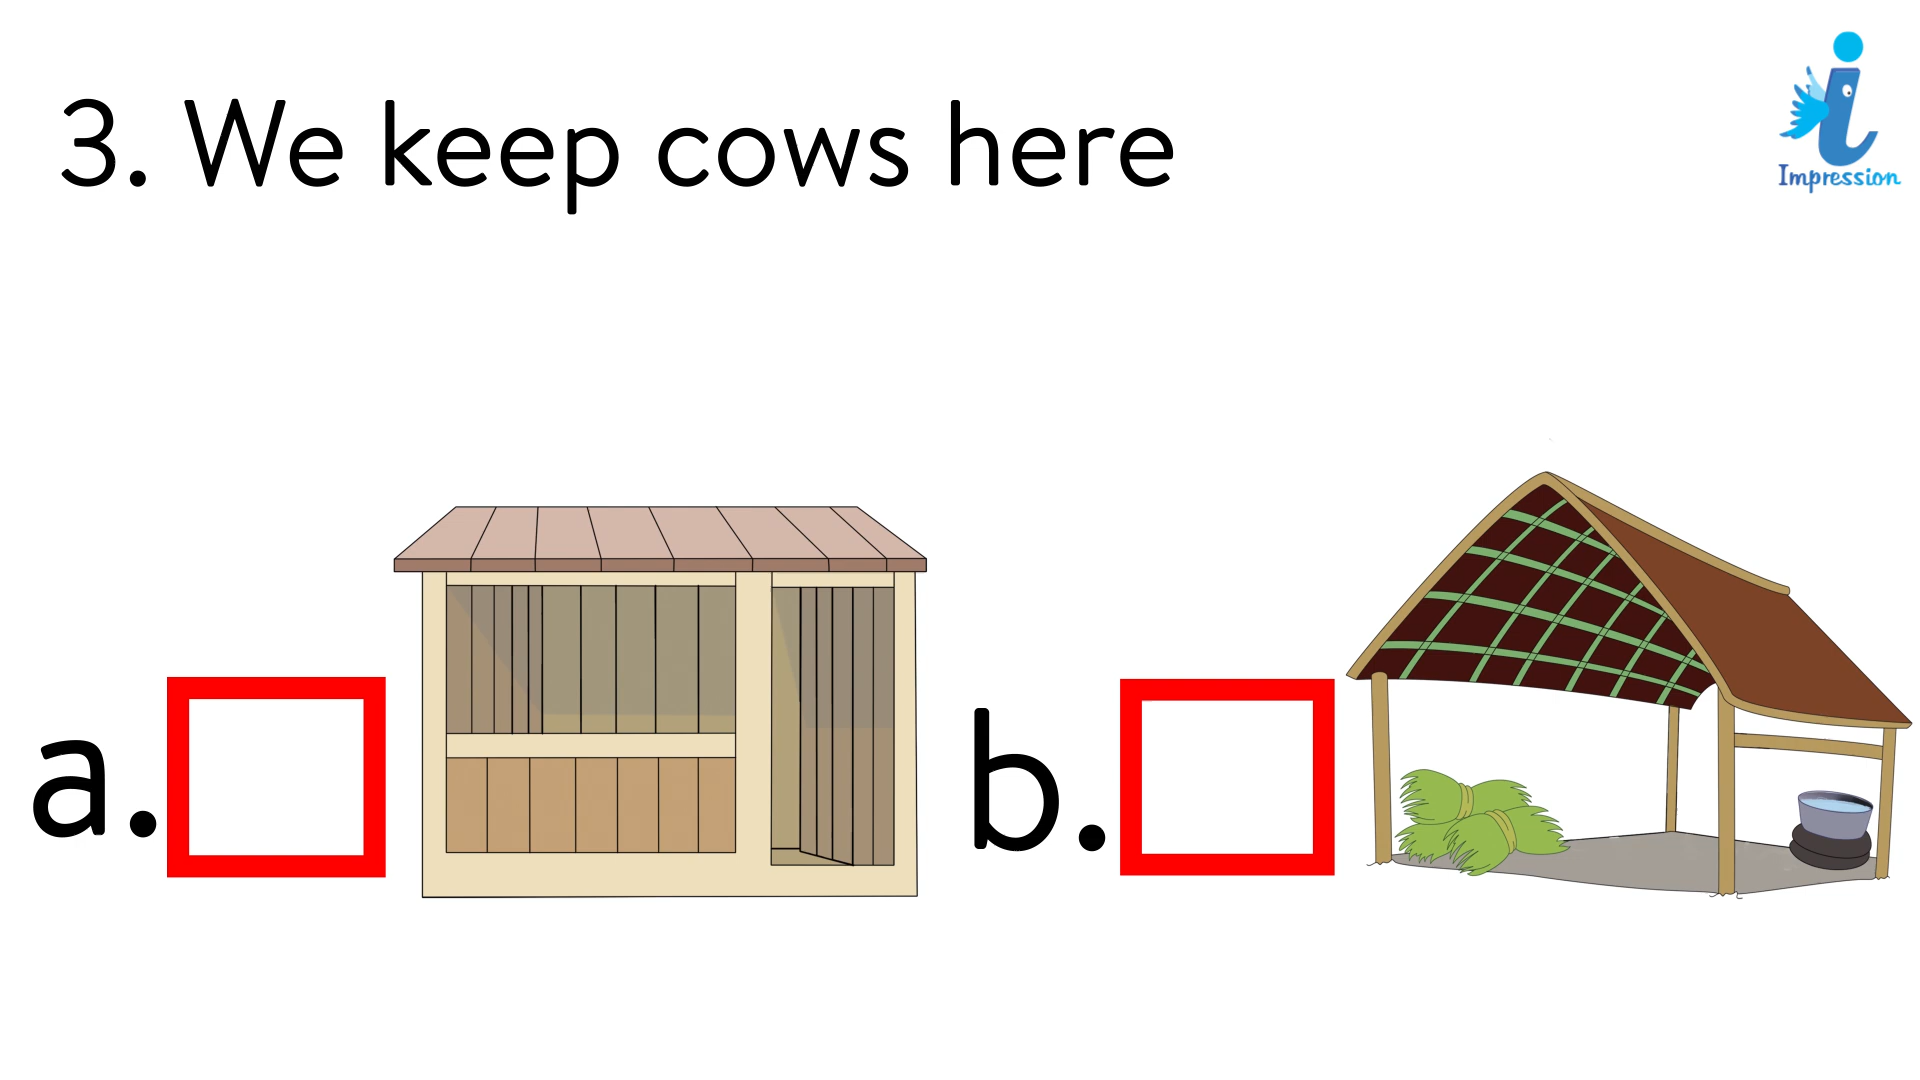 3. We keep cows here
Impression
a.
b.